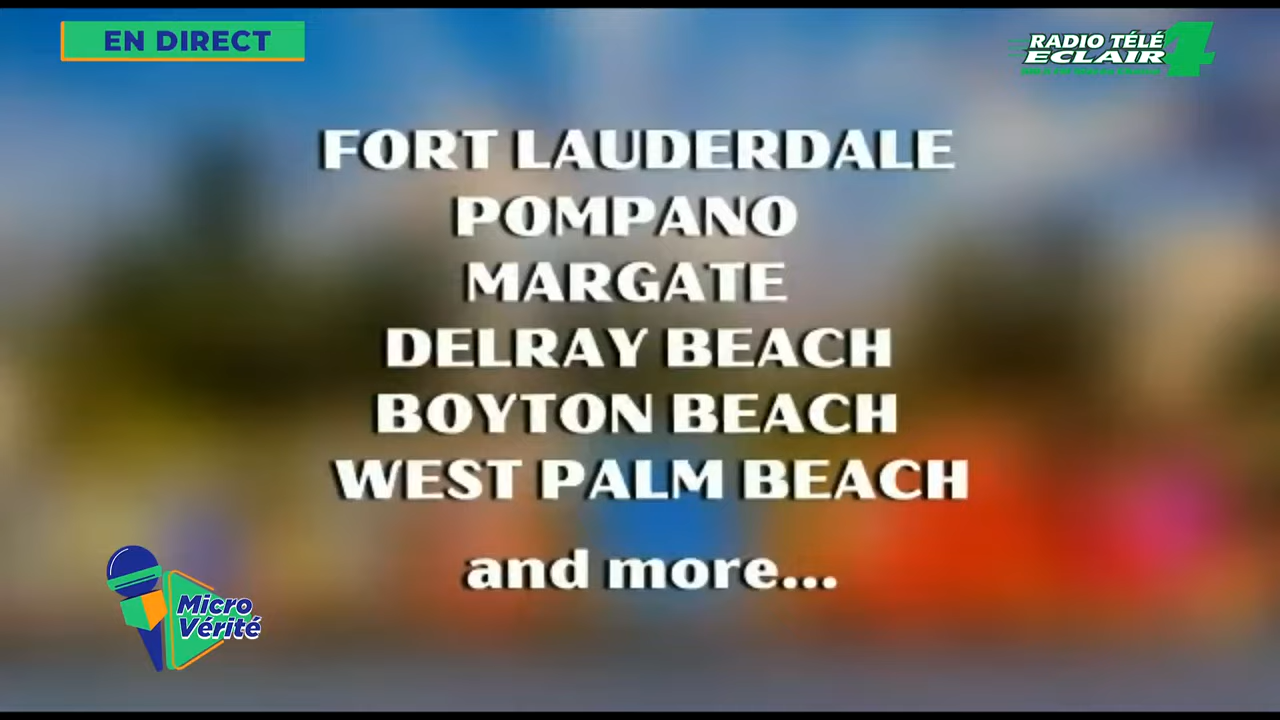 EN DIRECT
RADIO TÉLÉ
ECLAIR 4
FORT LAUDERDALE
POMPANO
MARGATE
DELRAY BEACH
BOYTON BEACH
WEST PALM BEACH
and more...
Micro
Vérité